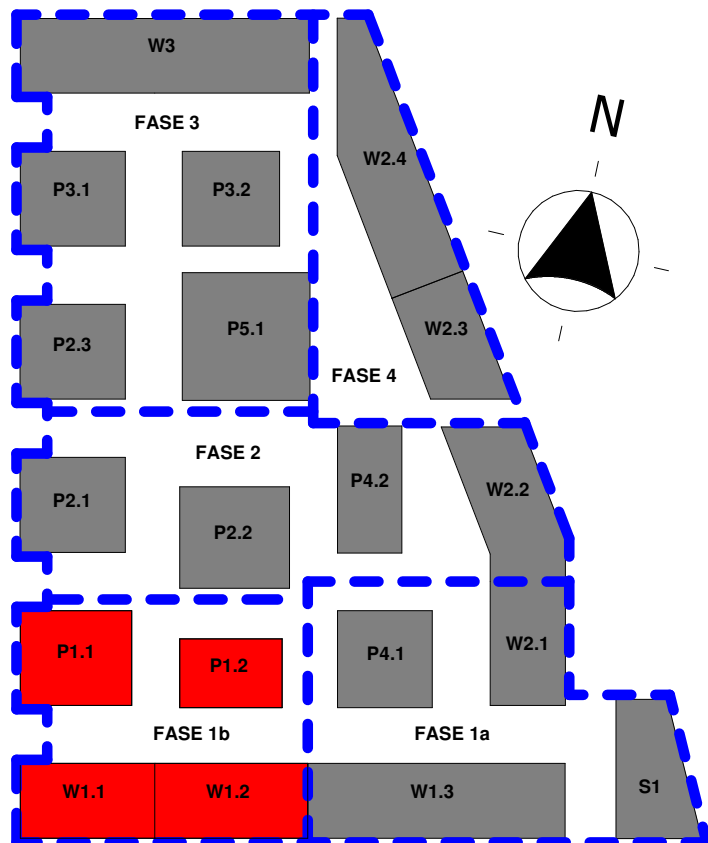 W3
N
FASE 3
W2.4
P3.1
P3.2
P5.1
W2.3
P2.3
FASE 4
FASE 2
P4.2
W2.2
P2.1
P2.2
W2.1
P1.1
P1.2
P4.1
FASE 1b
FASE 1a
W1.1
W1.2
W1.3
S1